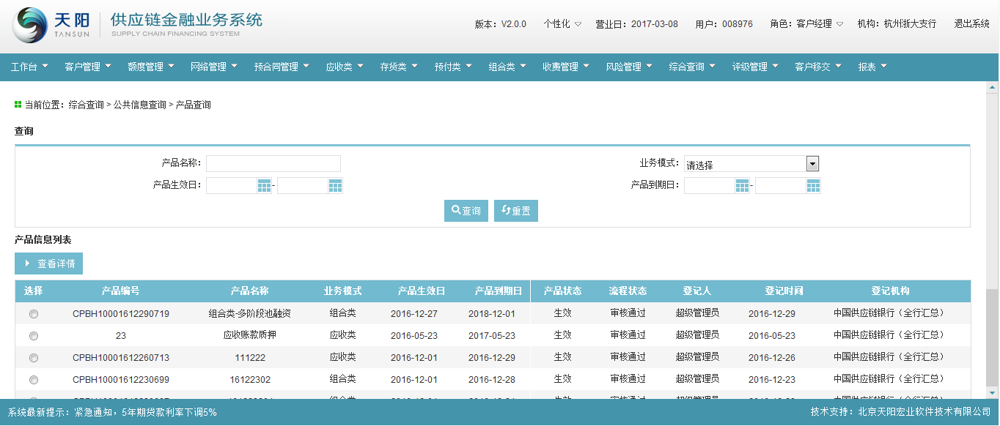 天阳 TANSUN 供应链金融业务系统 SUPPLY CHAIN FINANCING SYSTEM
版本：V2.0.0 个性化 营业日：2017-03-08 用户：008976 角色：客户经理 机构：杭州浙大支行 退出系统
工作台 客户管理 额度管理 网络管理 预合同管理 应收类 存货类 预付类 组合类 收费管理 风险管理 综合查询 评级管理 客户移交 报表
当前位置：综合查询 > 公共信息查询 > 产品查询
查询
产品名称： 业务模式： 请选择
产品生效日： - 产品到期日： -
查询 重置
产品信息列表
查看详情
选择 产品编号 产品名称 业务模式 产品生效日 产品到期日 产品状态 流程状态 登记人 登记时间 登记机构
CPBH10001612290719 组合类-多阶段池融资 组合类 2016-12-27 2018-12-01 生效 审核通过 超级管理员 2016-12-29 中国供应链银行（全行汇总）
23 应收账款质押 应收类 2016-05-23 2017-05-23 生效 审核通过 超级管理员 2016-05-23 中国供应链银行（全行汇总）
CPBH10001612260713 111222 应收类 2016-12-01 2016-12-29 生效 审核通过 超级管理员 2016-12-26 中国供应链银行（全行汇总）
CPBH10001612230699 16122302 组合类 2016-12-01 2016-12-28 生效 审核通过 超级管理员 2016-12-23 中国供应链银行（全行汇总）
系统最新提示：紧急通知，5年期贷款利率下调5% 技术支持：北京天阳宏业软件技术有限公司